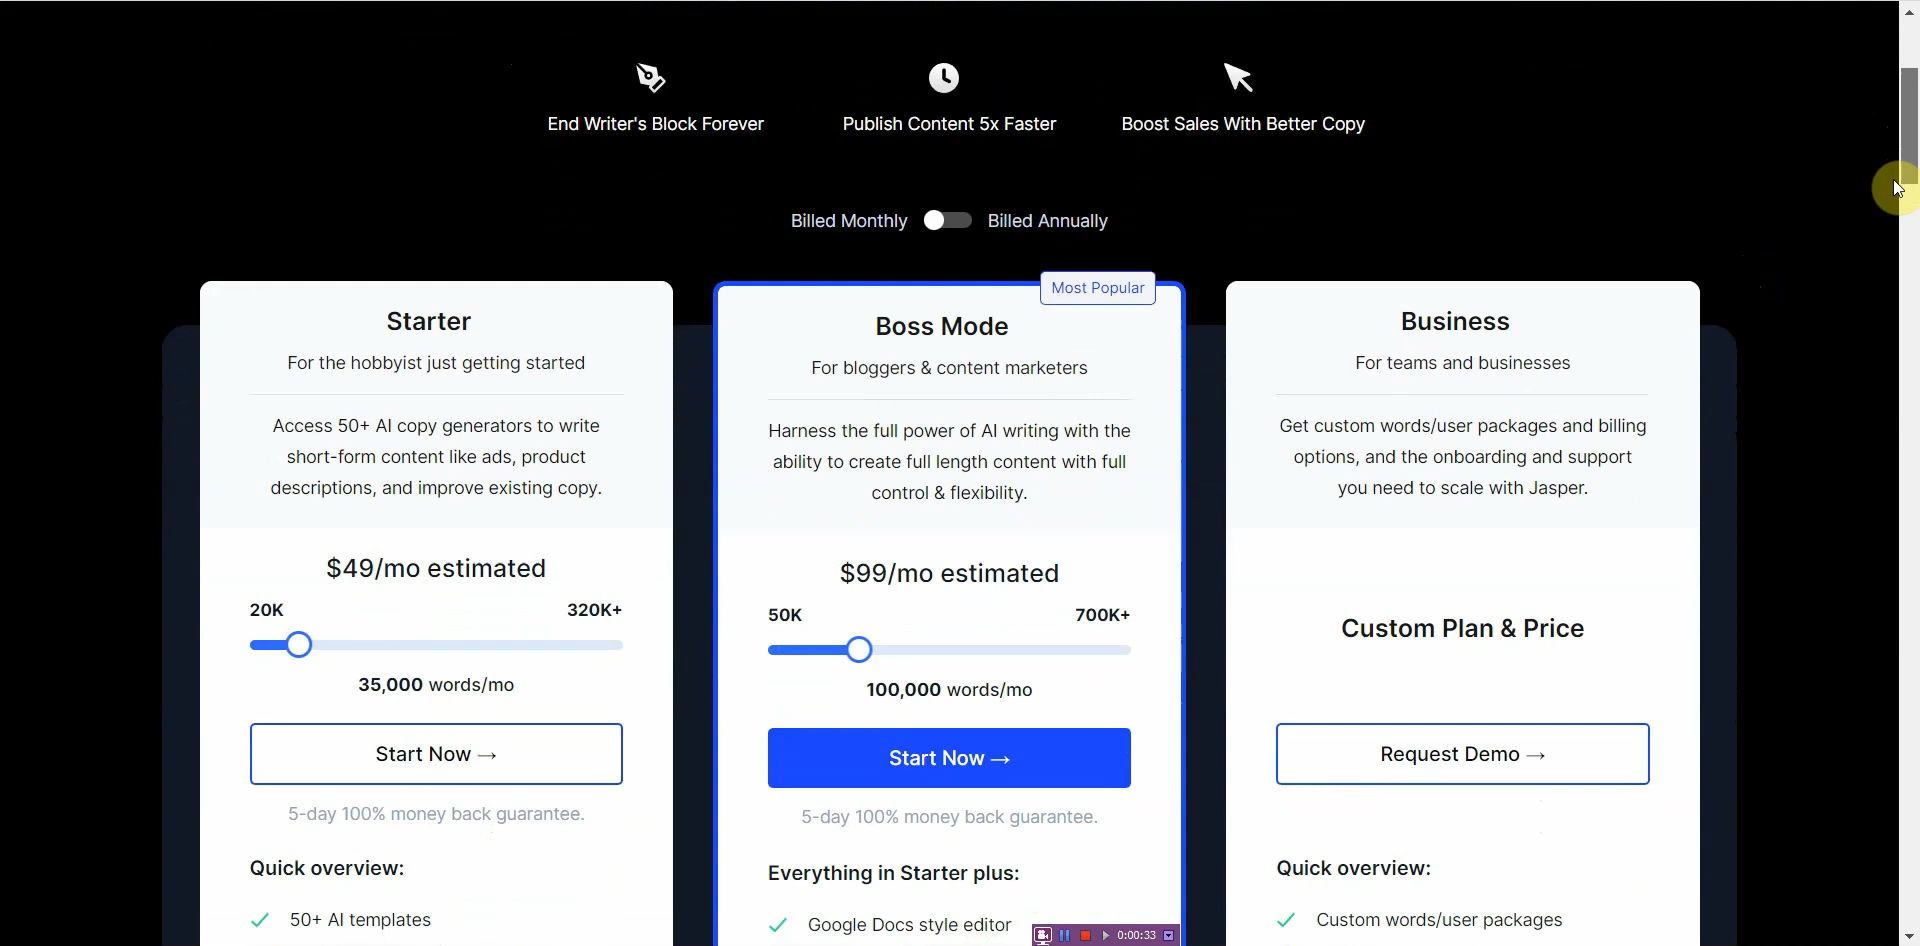 End Writer's Block Forever
Publish Content 5x Faster
Boost Sales With Better Copy
Billed Monthly
Billed Annually
Starter
For the hobbyist just getting started
Access 50+ AI copy generators to write
short-form content like ads, product
descriptions, and improve existing copy.
$49/mo estimated
20K
320K+
35,000 words/mo
Start Now →
5-day 100% money back guarantee.
Quick overview:
50+ AI templates
Most Popular
Boss Mode
For bloggers & content marketers
Harness the full power of AI writing with the
ability to create full length content with full
control & flexibility.
$99/mo estimated
50K
700K+
100,000 words/mo
Start Now →
5-day 100% money back guarantee.
Everything in Starter plus:
Google Docs style editor
Business
For teams and businesses
Get custom words/user packages and billing
options, and the onboarding and support
you need to scale with Jasper.
Custom Plan & Price
Request Demo →
Quick overview:
Custom words/user packages
0:00:33